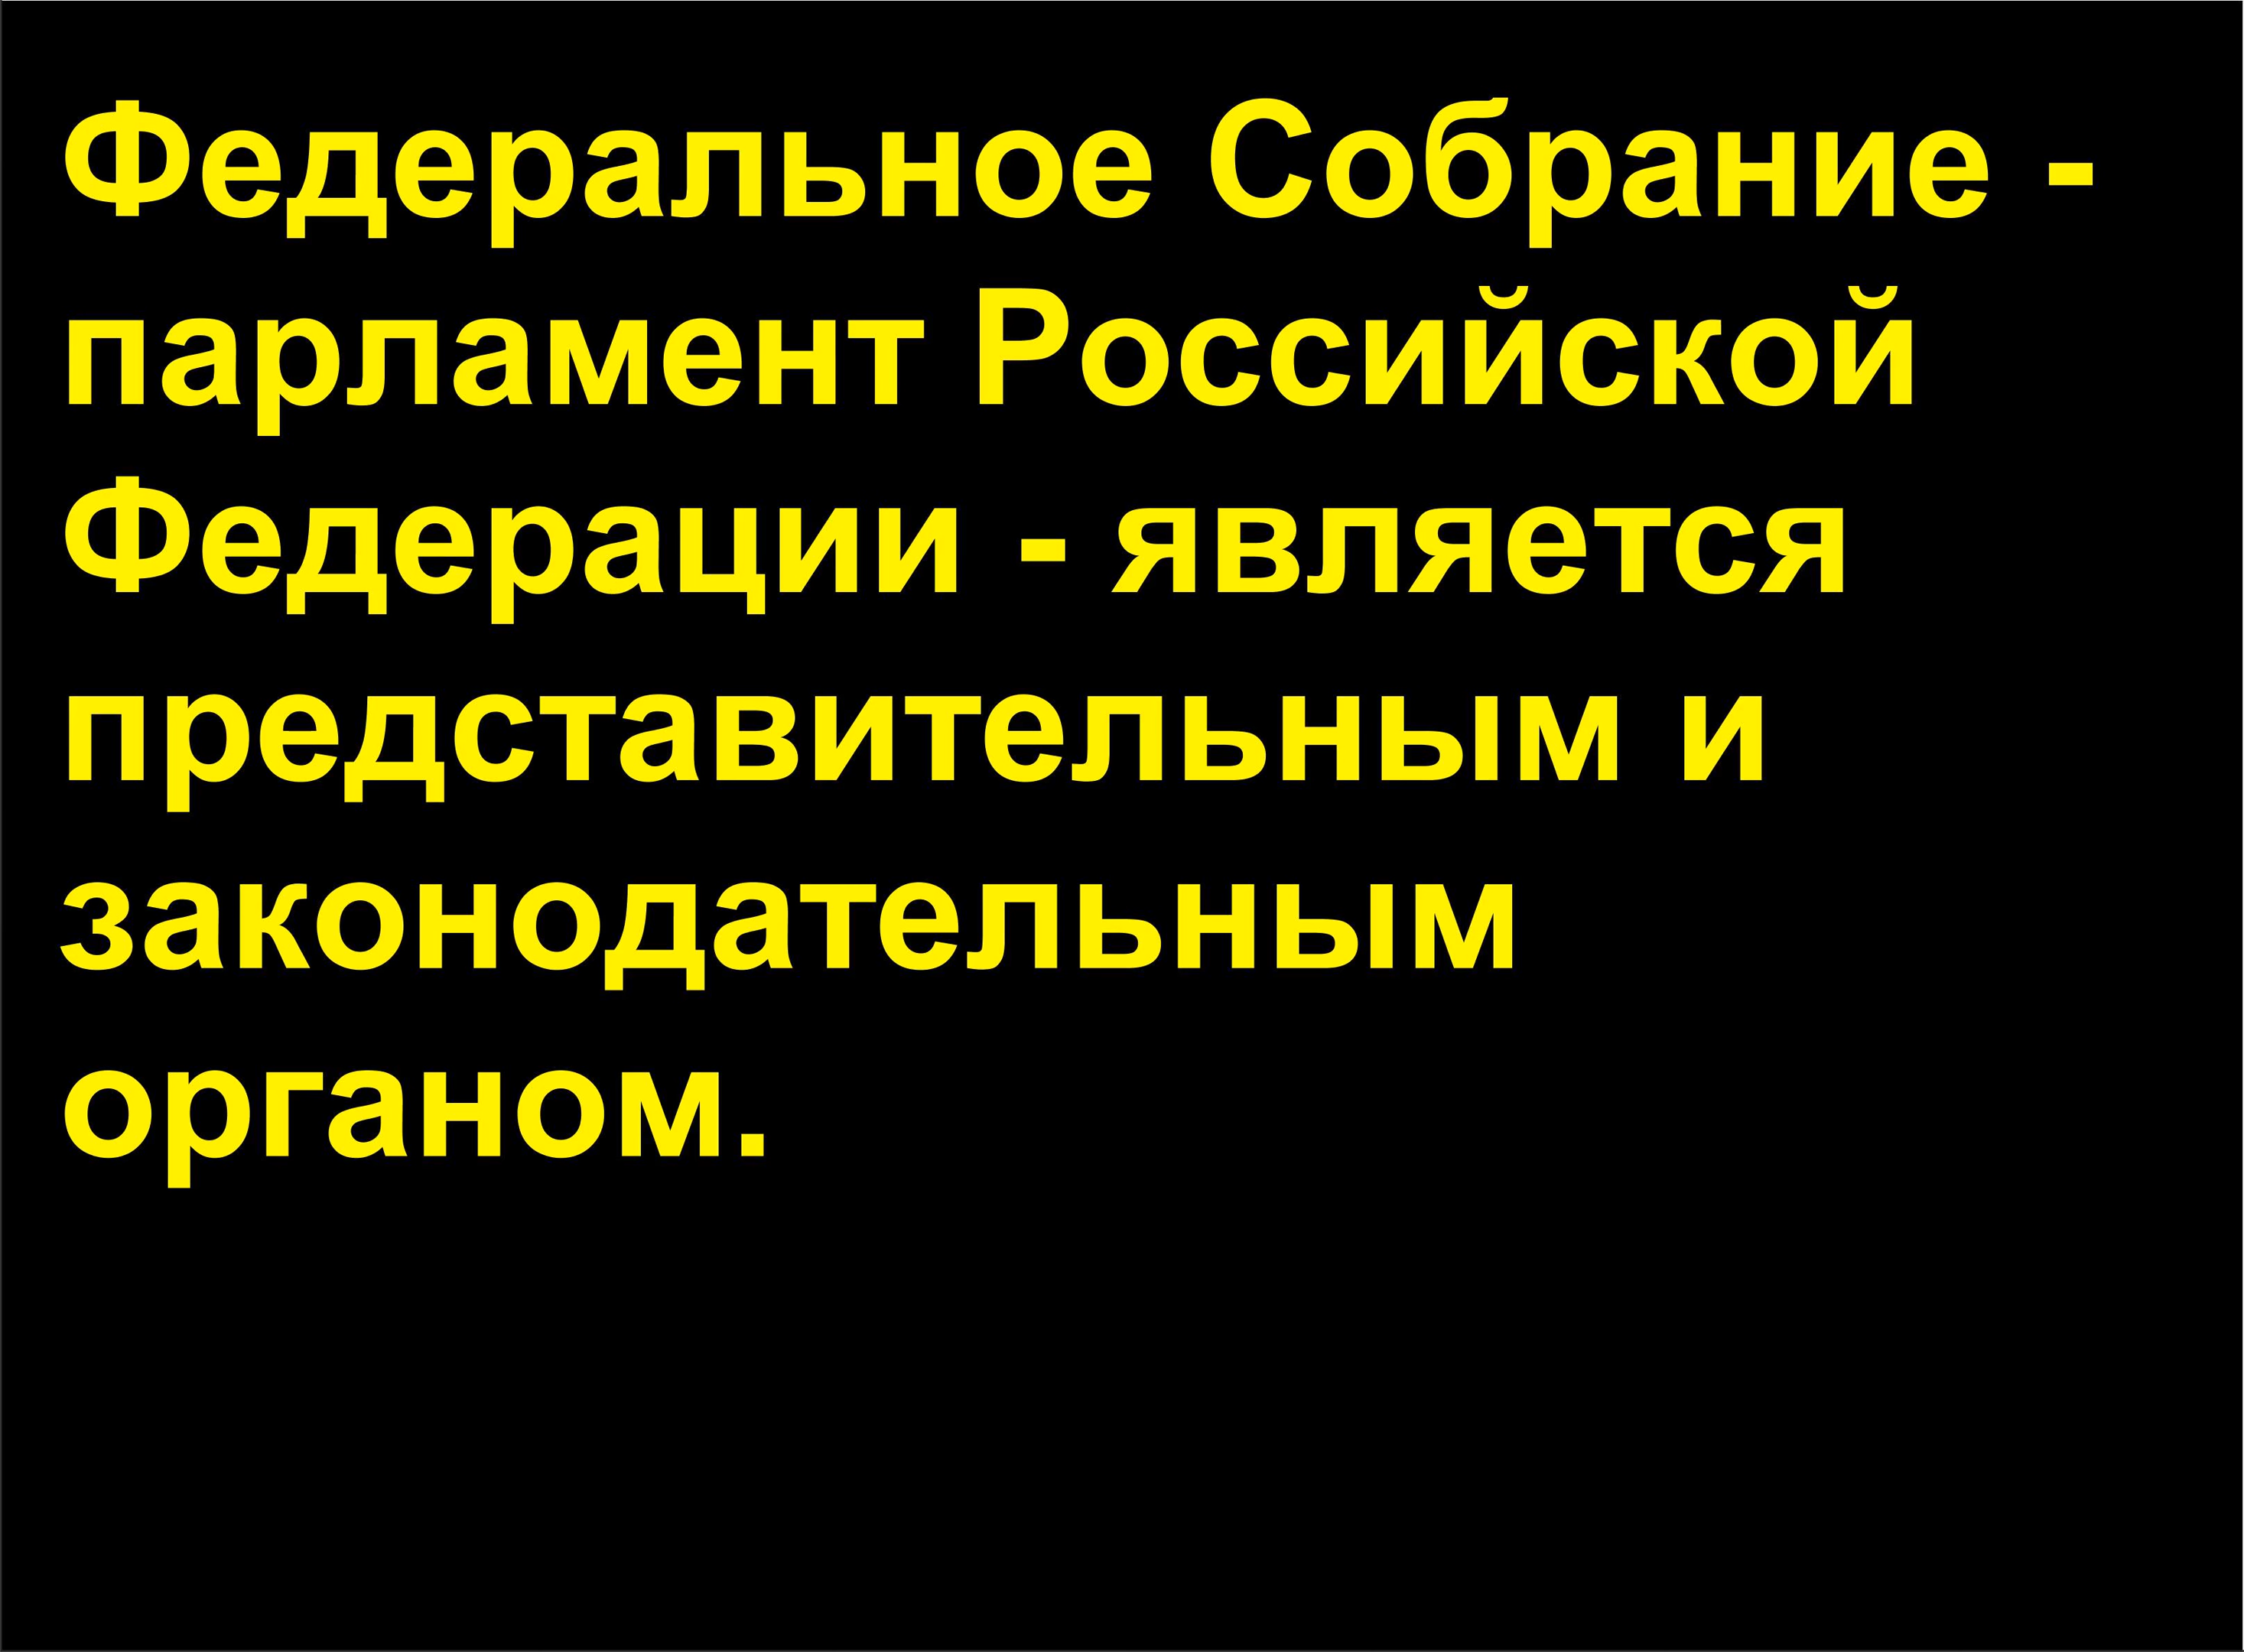 Федеральное Собрание -
парламент Российской
Федерации - является
представительным и
законодательным
органом.